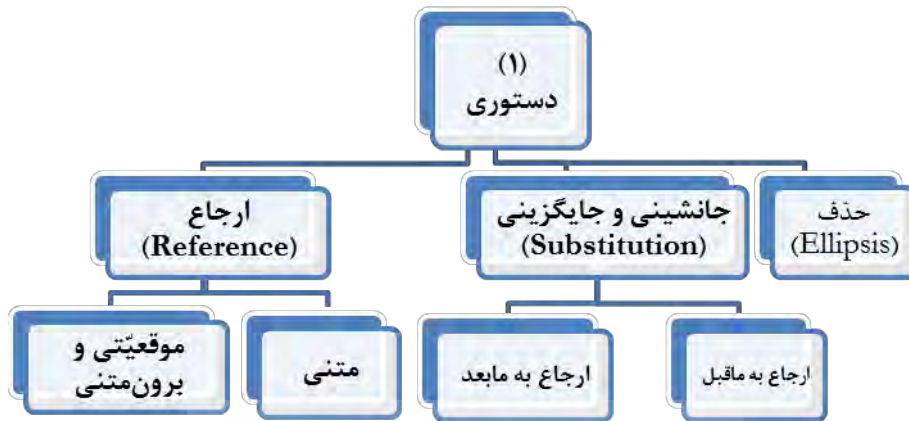 (۱)
دستوری
حذف
(Ellipsis)
جانشینی و جایگزینی
(Substitution)
ارجاع
(Reference)
ارجاع به ماقبل
ارجاع به مابعد
متنی
موقعیّتی و
برون‌متنی